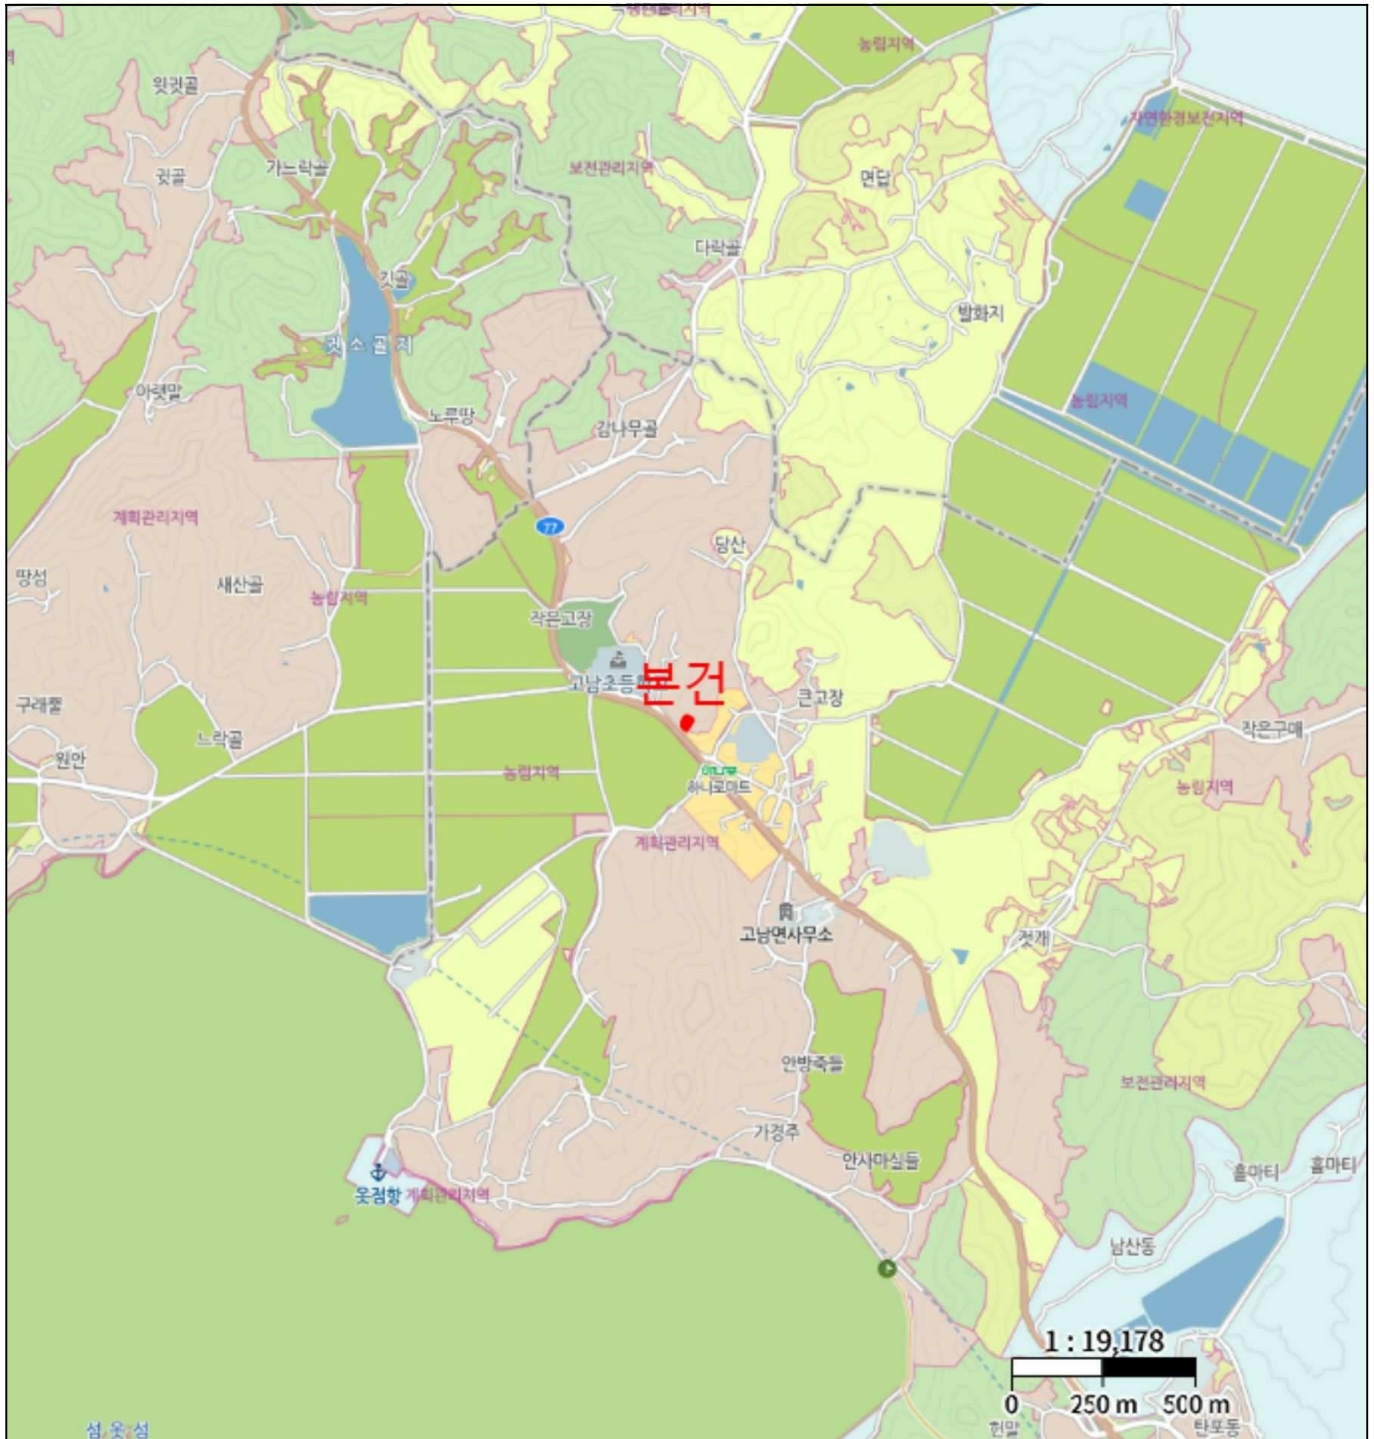 농림지역
윗귓골
자연환경보전지역
귓골
가느락골
보전관리지역
면답
다락골
깃골
발화지
귓소골지
아랫말
농림지역
노루땅
감나무골
계획관리지역
77
당산
땅섬
새산골
농림지역
작은고장
고남초등학교
본건
큰고장
구래뿔
느락골
원안
농림지역
하나로마트
작은구매
농림지역
계획관리지역
고남면사무소
젓개
안방죽들
보전관리지역
가경주
안사마실들
옷점항
계획관리지역
홀마티
홀마티
남산동
1 : 19,178
0 250 m 500 m
섬옷섬
헌말
탄포동